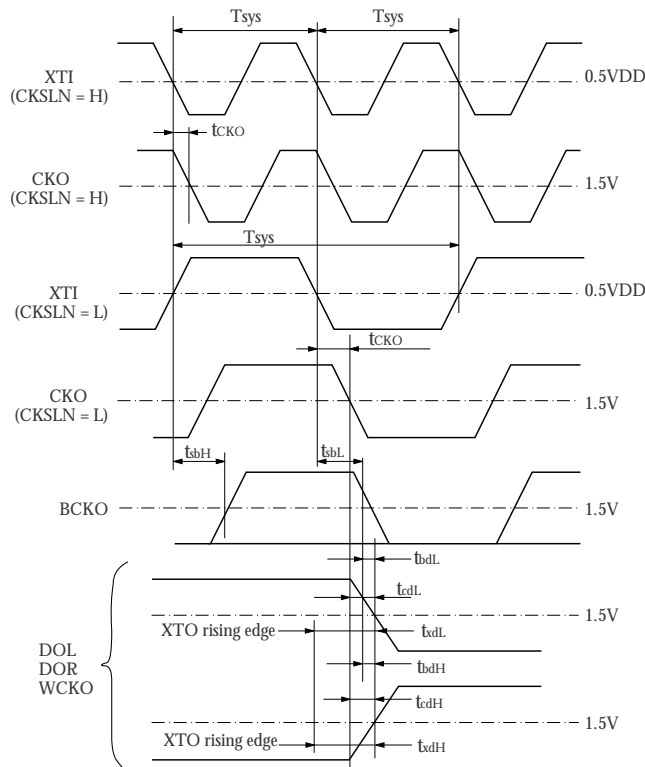 Tsys Tsys
XTI
(CKSLN = H)
0.5VDD
tCKO
CKO
(CKSLN = H)
1.5V
Tsys
XTI
(CKSLN = L)
0.5VDD
tCKO
CKO
(CKSLN = L)
1.5V
tsbH tsbL
BCKO
1.5V
tbdL
tcdL
1.5V
XTO rising edge
txdL
DOL
DOR
WCKO
tbdH
tcdH
1.5V
XTO rising edge
txdH